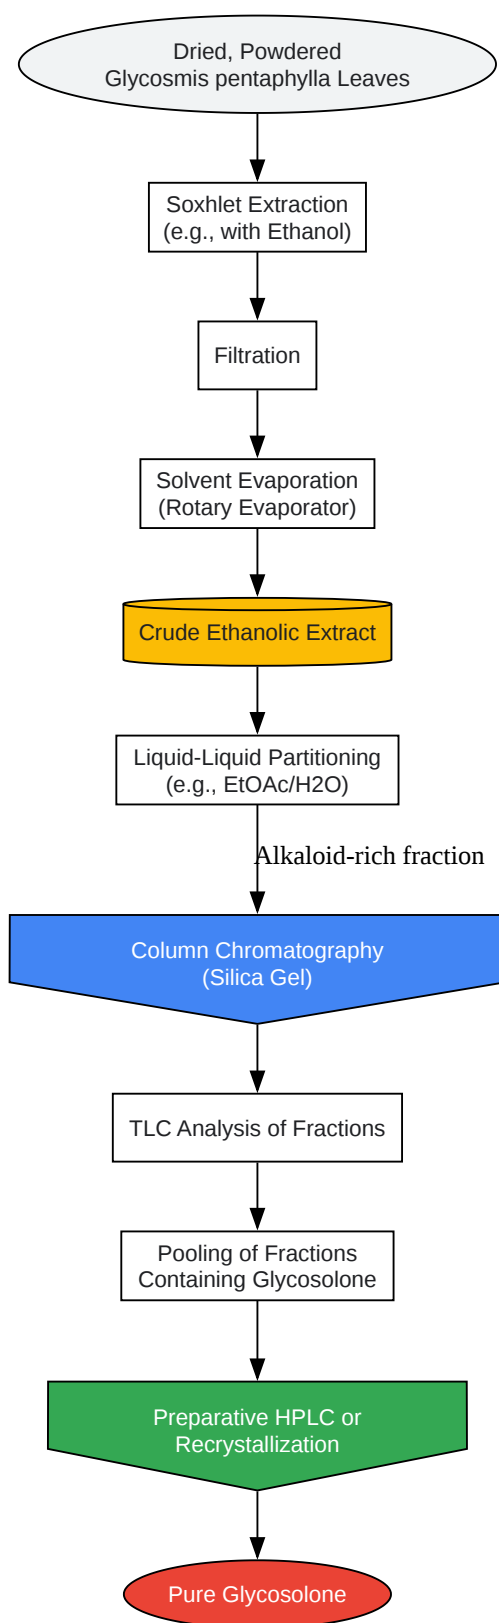 Dried, Powdered
Glycosmis pentaphylla Leaves
Soxhlet Extraction
(e.g., with Ethanol)
Filtration
Solvent Evaporation
(Rotary Evaporator)
Crude Ethanolic Extract
Liquid-Liquid Partitioning
(e.g., EtOAc/H2O)
Alkaloid-rich fraction
Column Chromatography
(Silica Gel)
TLC Analysis of Fractions
Pooling of Fractions
Containing Glycosolone
Preparative HPLC or
Recrystallization
Pure Glycosolone